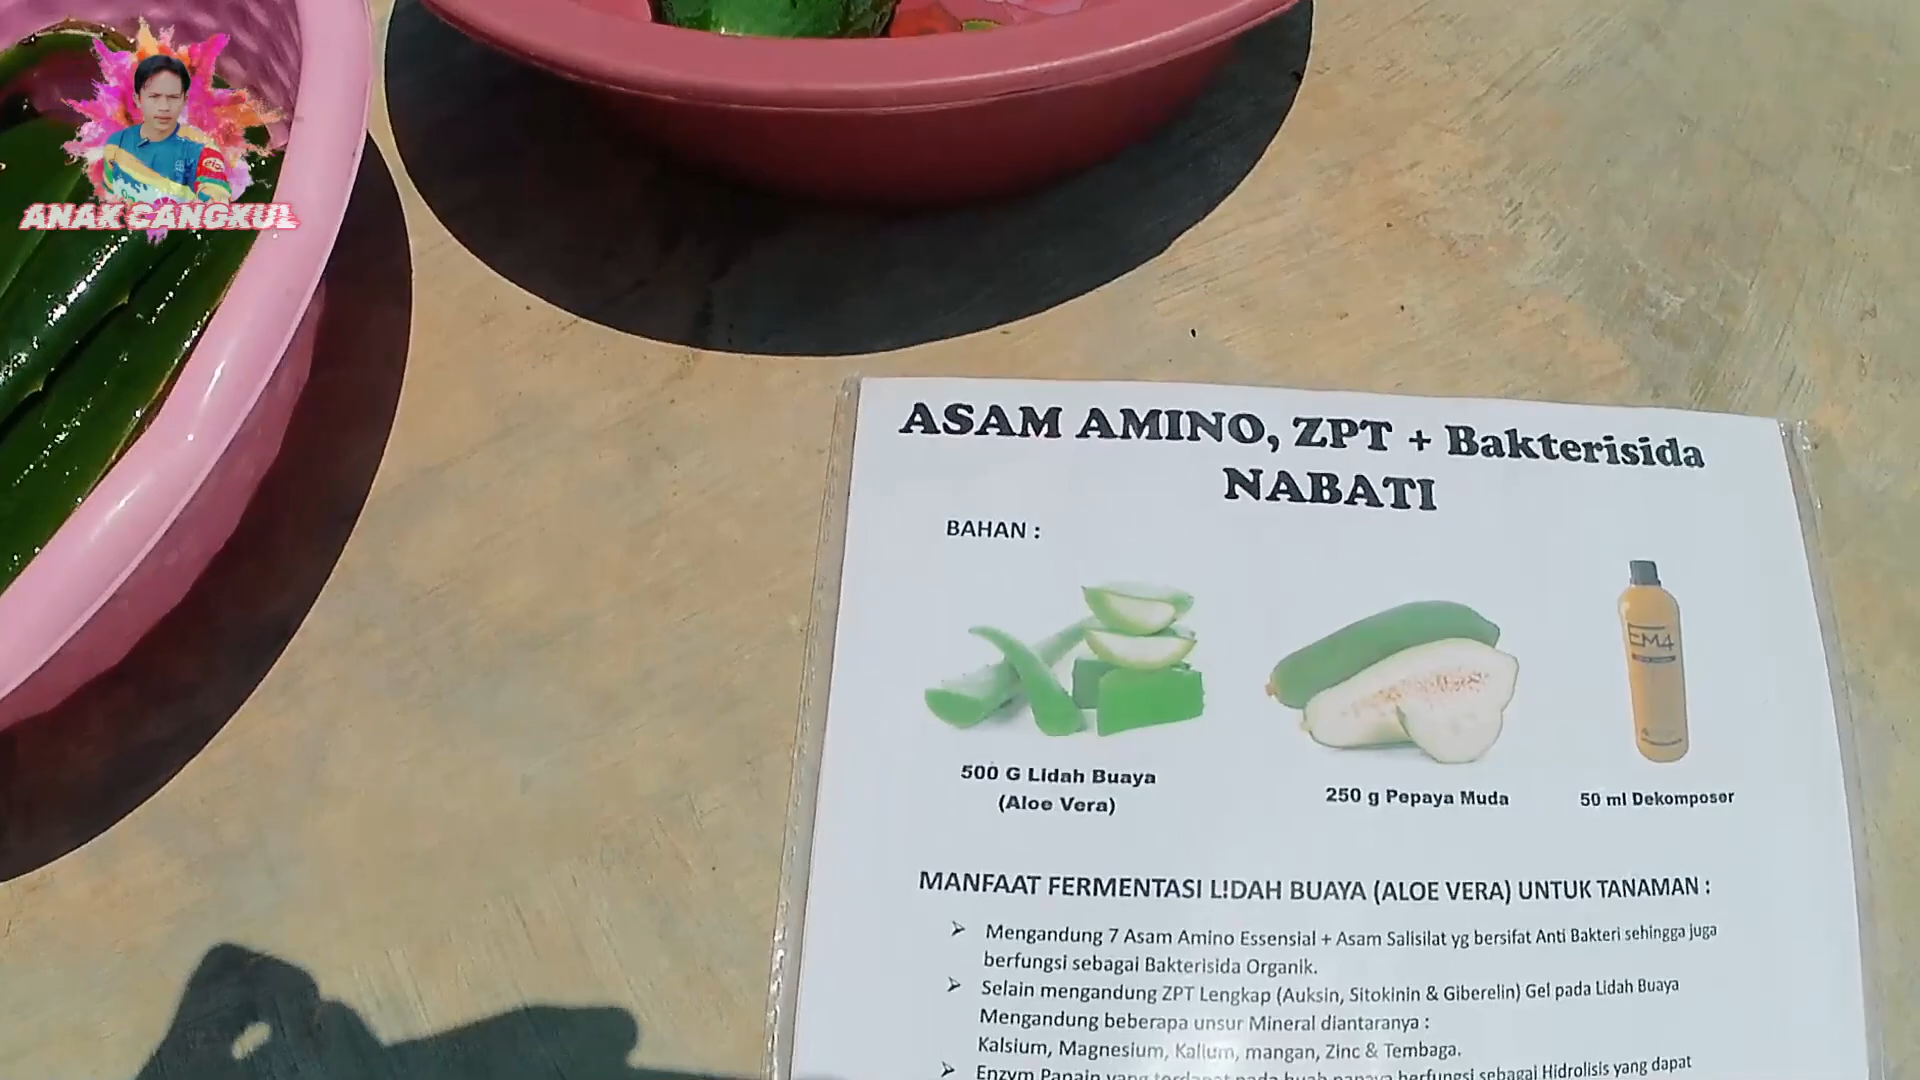 ANAK CANGKUL
ASAM AMINO, ZPT + Bakterisida
NABATI
BAHAN :
EM4
500 G Lidah Buaya
(Aloe Vera)
250 g Pepaya Muda
50 ml Dekomposer
MANFAAT FERMENTASI L!DAH BUAYA (ALOE VERA) UNTUK TANAMAN :
➢ Mengandung 7 Asam Amino Essensial + Asam Salisilat yg bersifat Anti Bakteri sehingga juga
berfungsi sebagai Bakterisida Organik.
➢ Selain mengandung ZPT Lengkap (Auksin, Sitokinin & Giberelin) Gel pada Lidah Buaya
Mengandung beberapa unsur Mineral diantaranya :
Kalsium, Magnesium, Kalium, mangan, Zinc & Tembaga.
➢ Enzym Papain yang terdapat pada buah papaya berfungsi sebagai Hidrolisis yang dapat